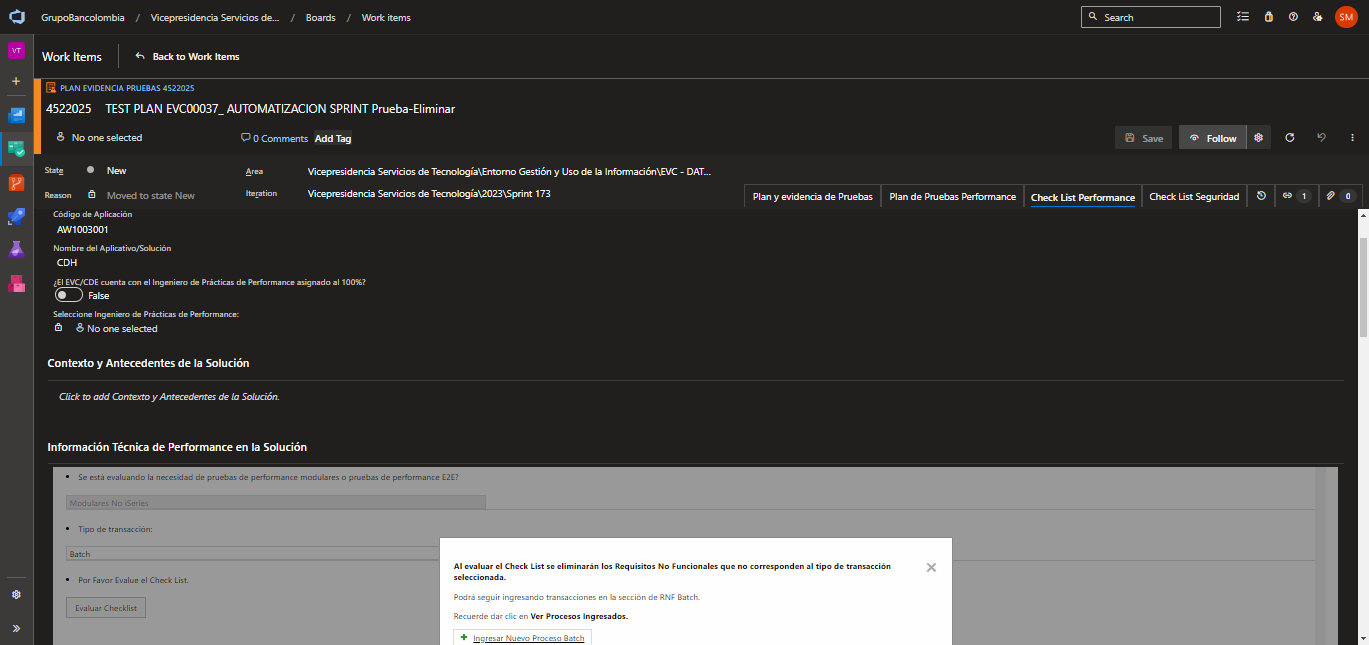 GrupoBancolombia / Vicepresidencia Servicios de... / Boards / Work items
Search
SM
VT
Work Items
Back to Work Items
PLAN EVIDENCIA PRUEBAS 4522025
4522025 TEST PLAN EVC00037_ AUTOMATIZACION SPRINT Prueba-Eliminar
No one selected
0 Comments
Add Tag
Save
Follow
State
New
Area
Vicepresidencia Servicios de Tecnología\Entorno Gestión y Uso de la Información\EVC - DAT...
Reason
Moved to state New
Iteration
Vicepresidencia Servicios de Tecnología\2023\Sprint 173
Plan y evidencia de Pruebas
Plan de Pruebas Performance
Check List Performance
Check List Seguridad
1
0
Código de Aplicación
AW1003001
Nombre del Aplicativo/Solución
CDH
¿El EVC/CDE cuenta con el Ingeniero de Prácticas de Performance asignado al 100%?
False
Seleccione Ingeniero de Prácticas de Performance:
No one selected
Contexto y Antecedentes de la Solución
Click to add Contexto y Antecedentes de la Solución.
Información Técnica de Performance en la Solución
• Se está evaluando la necesidad de pruebas de performance modulares o pruebas de performance E2E?
Modulares No iSeries
• Tipo de transacción:
Batch
• Por Favor Evalue el Check List.
Evaluar Checklist
Al evaluar el Check List se eliminarán los Requisitos No Funcionales que no corresponden al tipo de transacción
seleccionada.
Podrá seguir ingresando transacciones en la sección de RNF Batch.
Recuerde dar clic en Ver Procesos Ingresados.
Ingresar Nuevo Proceso Batch